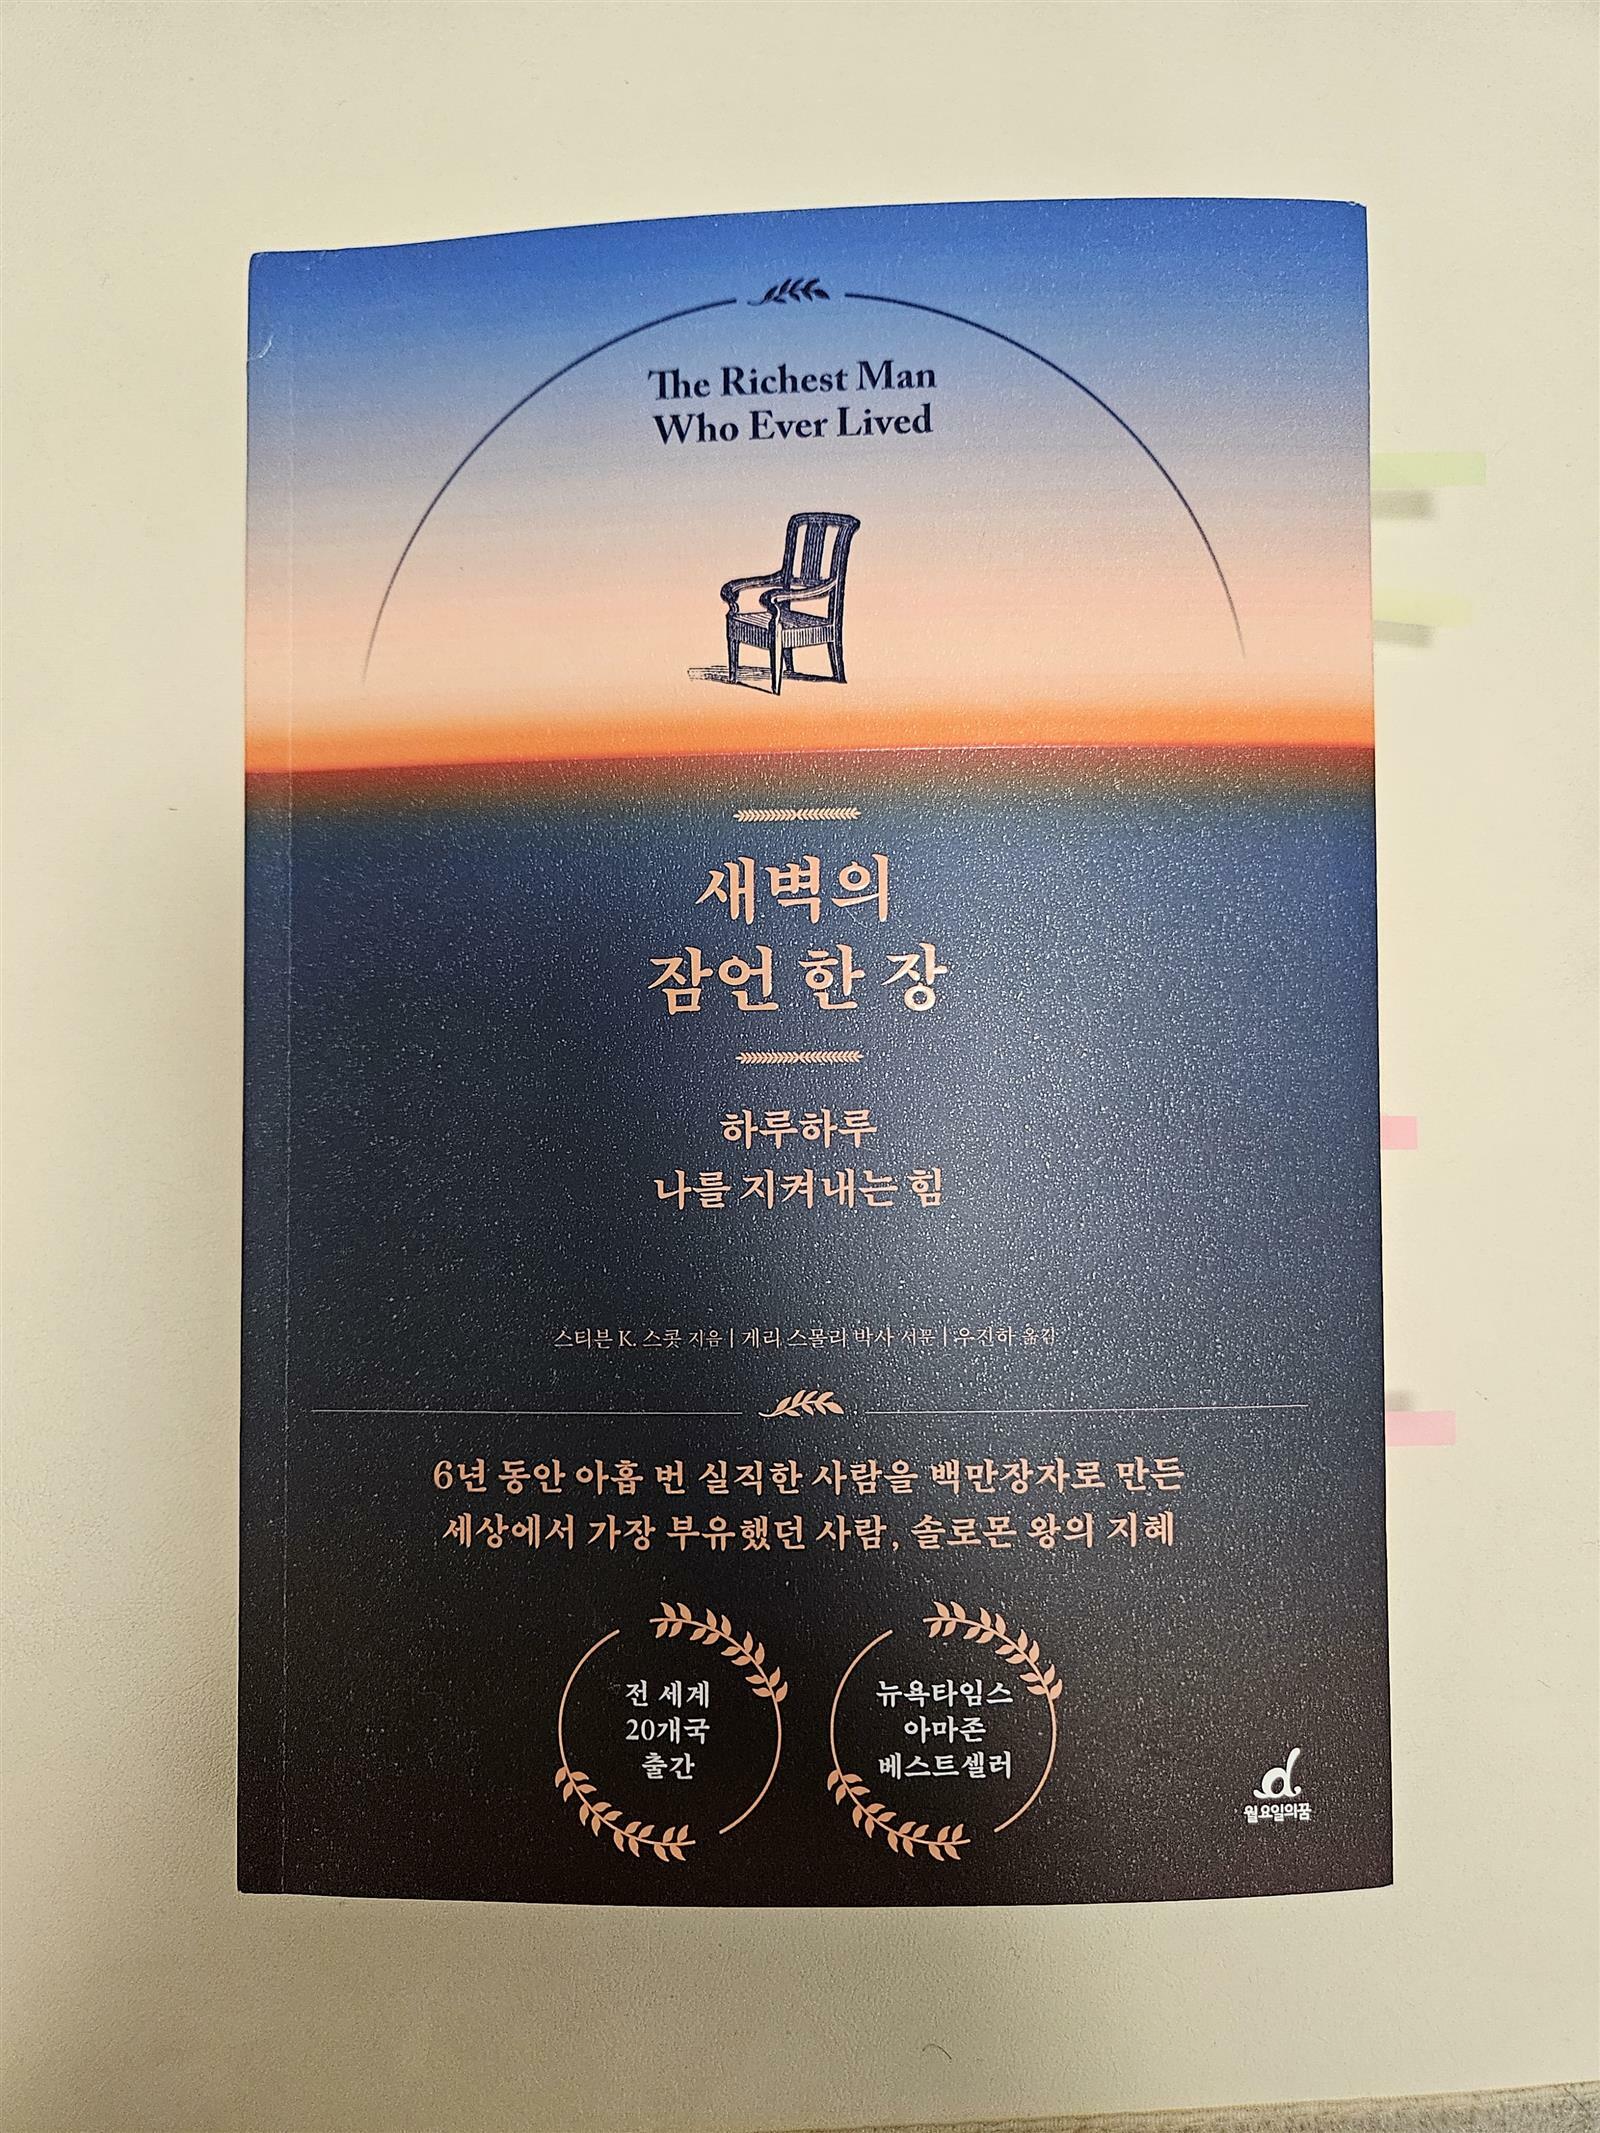 The Richest Man
Who Ever Lived
새벽의
잠언 한 장
하루하루
나를 지켜내는 힘
스티븐 K. 스콧 지음 | 게리 스몰리 박사 서문 | 우진하 옮김
6년 동안 아홉 번 실직한 사람을 백만장자로 만든
세상에서 가장 부유했던 사람, 솔로몬 왕의 지혜
전 세계
20개국
출간
뉴욕타임스
아마존
베스트셀러
d
월요일의꿈